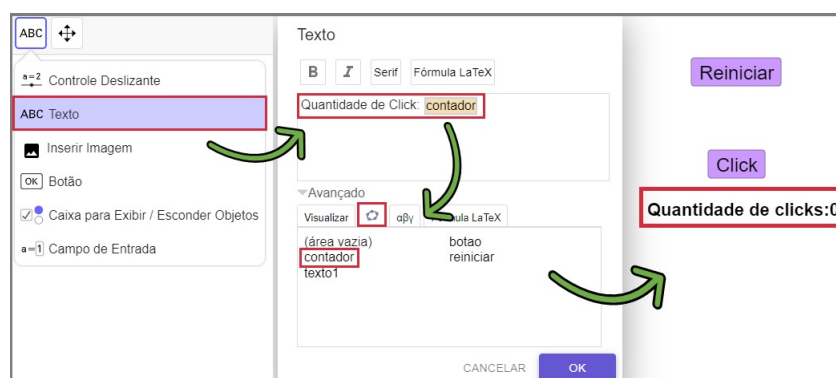 ABC
a=2 Controle Deslizante
ABC Texto
Inserir Imagem
OK Botão
Caixa para Exibir / Esconder Objetos
a=1 Campo de Entrada
Texto
B I Serif Fórmula LaTeX
Quantidade de Click: contador
Avançado
Visualizar αβγ Fórmula LaTeX
(área vazia) botao
contador reiniciar
texto1
CANCELAR OK
Reiniciar
Click
Quantidade de clicks:0